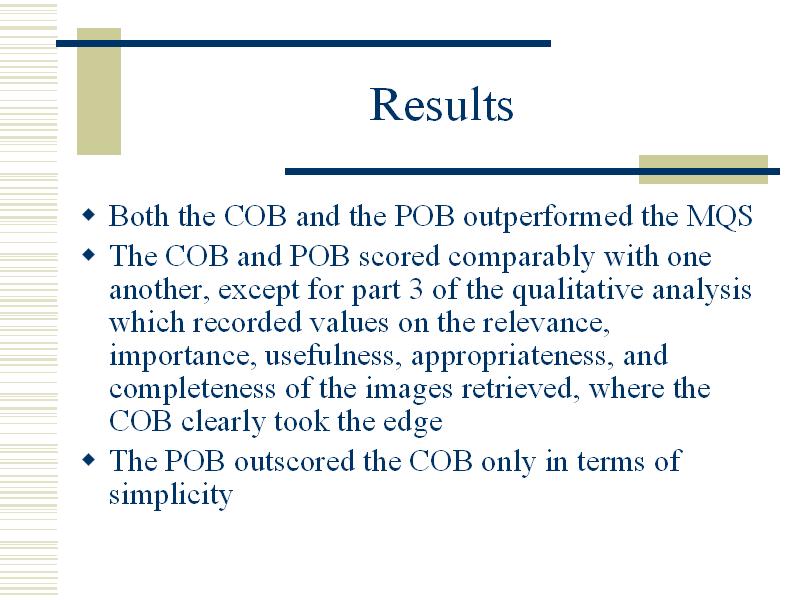 Results
Both the COB and the POB outperformed the MQS
The COB and POB scored comparably with one
another, except for part 3 of the qualitative analysis
which recorded values on the relevance,
importance, usefulness, appropriateness, and
completeness of the images retrieved, where the
COB clearly took the edge
The POB outscored the COB only in terms of
simplicity